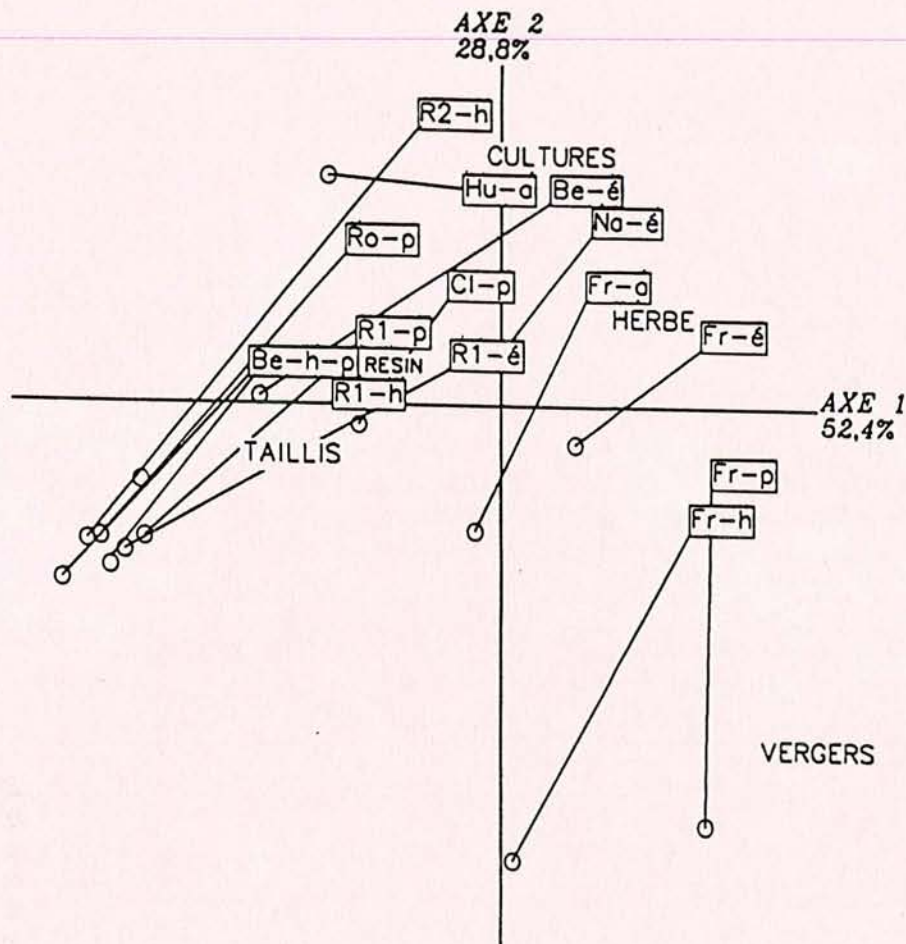 AXE 2
28,8%
R2-h
CULTURES
Hu-a
Be-é
Na-é
Ro-p
Cl-p
Fr-a
HERBE
R1-p
Fr-é
Be-h-p
RESIN
R1-é
R1-h
AXE 1
52,4%
TAILLIS
Fr-p
Fr-h
VERGERS